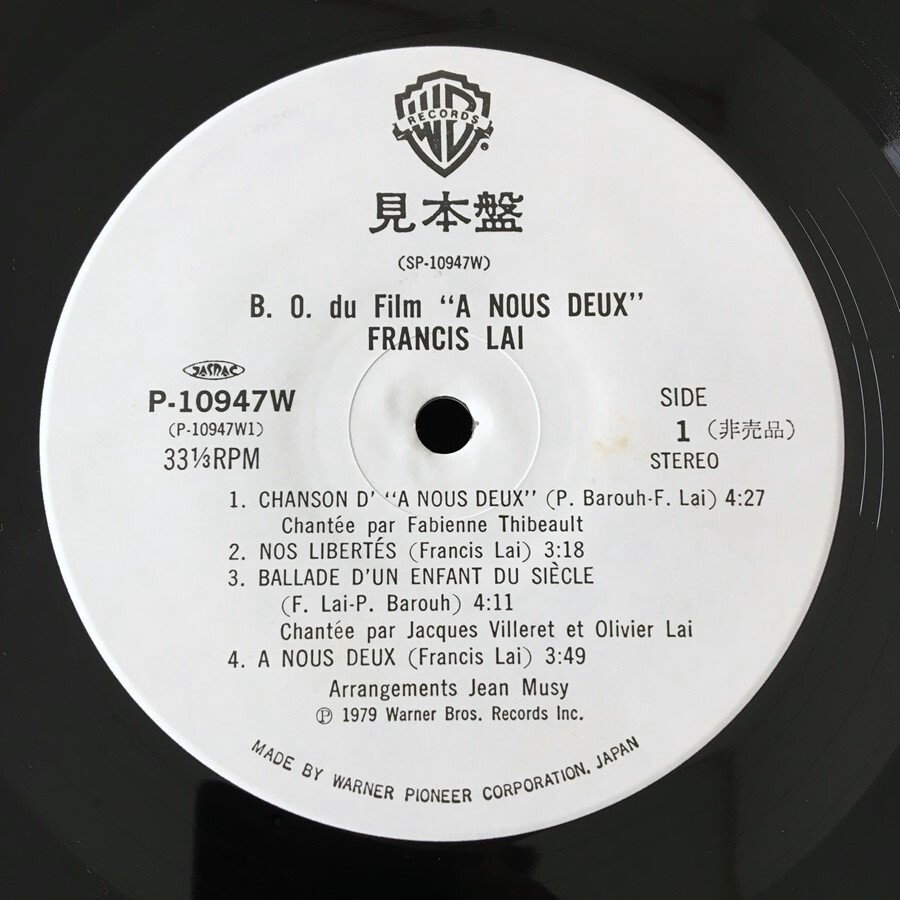 WB RECORDS
見本盤
(SP-10947W)
B. O. du Film “A NOUS DEUX”
FRANCIS LAI
JASRAC
P-10947W
(P-10947W1)
33⅓RPM
SIDE
1 (非売品)
STEREO
1. CHANSON D’ “A NOUS DEUX” (P. Barouh-F. Lai) 4:27
Chantée par Fabienne Thibeault
2. NOS LIBERTÉS (Francis Lai) 3:18
3. BALLADE D’UN ENFANT DU SIÈCLE
(F. Lai-P. Barouh) 4:11
Chantée par Jacques Villeret et Olivier Lai
4. A NOUS DEUX (Francis Lai) 3:49
Arrangements Jean Musy
Ⓟ 1979 Warner Bros. Records Inc.
MADE BY WARNER PIONEER CORPORATION, JAPAN